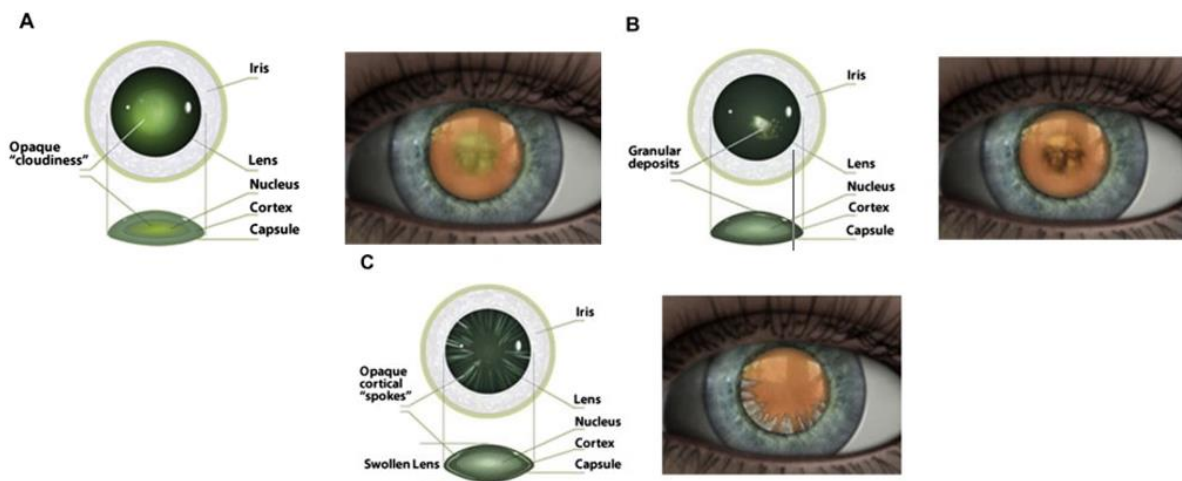 A
Iris
Opaque
"cloudiness"
Lens
Nucleus
Cortex
Capsule
B
Iris
Granular
deposits
Lens
Nucleus
Cortex
Capsule
C
Iris
Opaque
cortical
"spokes"
Lens
Nucleus
Cortex
Swollen Lens
Capsule